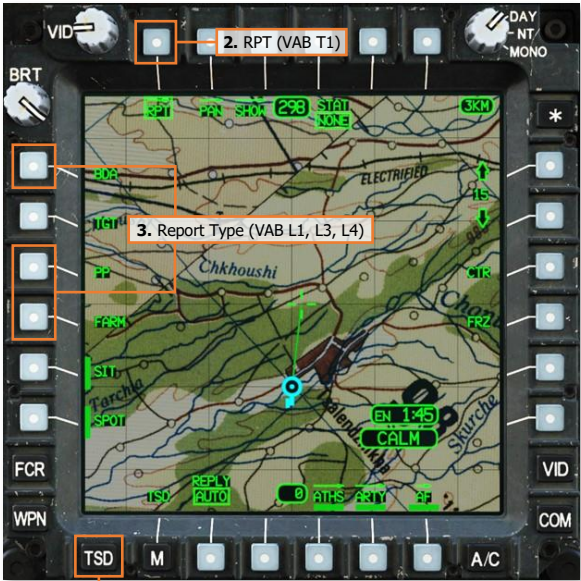 DAY
VID
NT
2. RPT (VAB T1)
MONO
BRT
RPT
PAN
SHOW
298
STAT
NONE
3KM
*
BDA
ELECTRIFIED
15
TGT
3. Report Type (VAB L1, L3, L4)
PP
Chkhoushi
CTR
FARM
FRZ
SIT
SPOT
EN 1:45
CALM
Skurche
FCR
VID
REPLY
TSD
AUTO
0
ATHS
ARTY
AF
WPN
COM
TSD
M
A/C